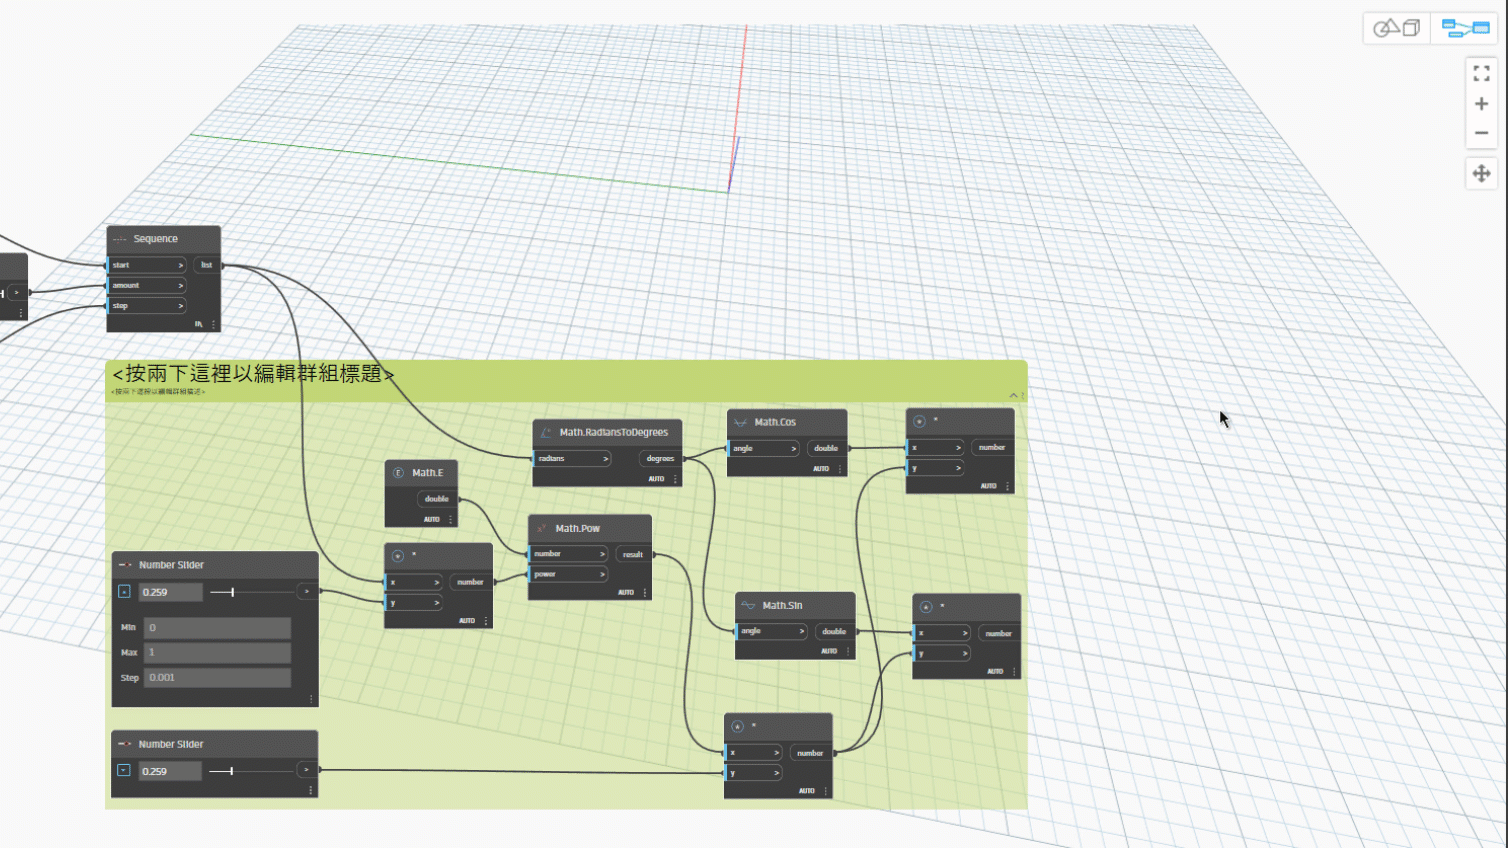 Sequence
start > list
amount >
step >
<按兩下這裡以編輯群組標題>
<按兩下這裡以編輯群組描述>
Math.RadiansToDegrees
radians > degrees
AUTO
Math.Cos
angle > double
AUTO
*
x > number
y >
AUTO
Math.E
double
AUTO
Math.Pow
number > result
power >
AUTO
*
x > number
y >
AUTO
Number Slider
0.259 >
Min 0
Max 1
Step 0.001
Math.Sin
angle > double
AUTO
*
x > number
y >
AUTO
Number Slider
0.259 >
*
x > number
y >
AUTO